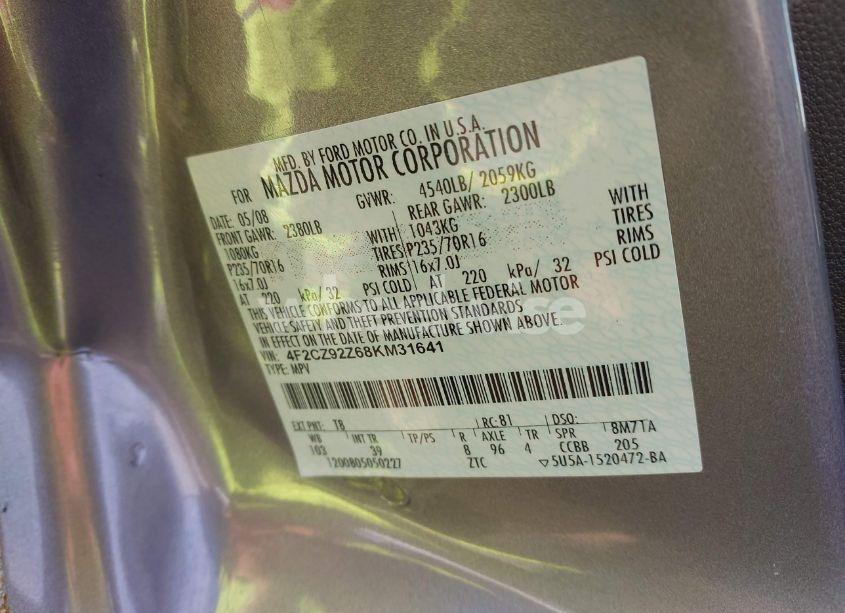 MFD. BY FORD MOTOR CO. IN U.S.A.
FOR MAZDA MOTOR CORPORATION
DATE: 05/08 GVWR: 4540LB/ 2059KG
FRONT GAWR: 2380LB REAR GAWR: 2300LB
1080KG WITH 1043KG WITH
P235/70R16 TIRES P235/70R16 TIRES
16x7.0J RIMS 16x7.0J RIMS
AT 220 kPa/ 32 PSI COLD AT 220 kPa/ 32 PSI COLD
THIS VEHICLE CONFORMS TO ALL APPLICABLE FEDERAL MOTOR
VEHICLE SAFETY AND THEFT PREVENTION STANDARDS
IN EFFECT ON THE DATE OF MANUFACTURE SHOWN ABOVE.
VIN: 4F2CZ92Z68KM31641
TYPE: MPV
EXT PNT: T8 RC: 81 DSO:
WB INT TR TP/PS R AXLE TR SPR 8M7TA
103 39 8 96 4 CCBB 205
1200805050227 ZTC ▽5U5A-1520472-BA